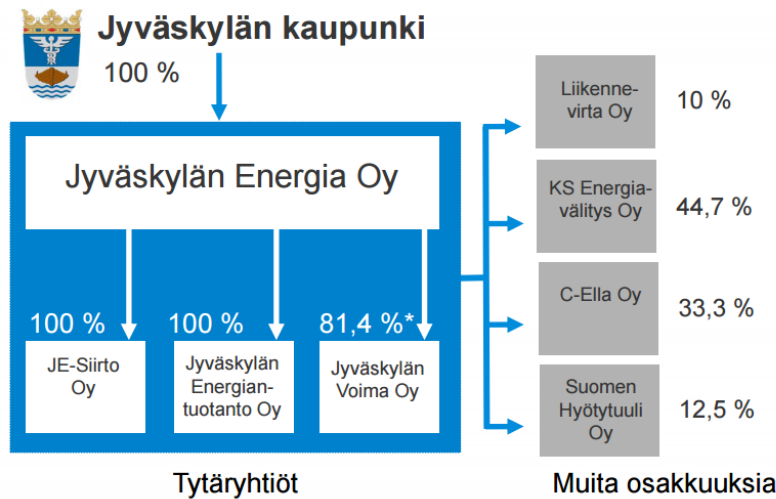 Jyväskylän kaupunki
100 %
Jyväskylän Energia Oy
100 %
JE-Siirto
Oy
100 %
Jyväskylän
Energian-
tuotanto Oy
81,4 %*
Jyväskylän
Voima Oy
Tytäryhtiöt
Liikenne-
virta Oy
10 %
KS Energia-
välitys Oy
44,7 %
C-Ella Oy
33,3 %
Suomen
Hyötytuuli
Oy
12,5 %
Muita osakkuuksia